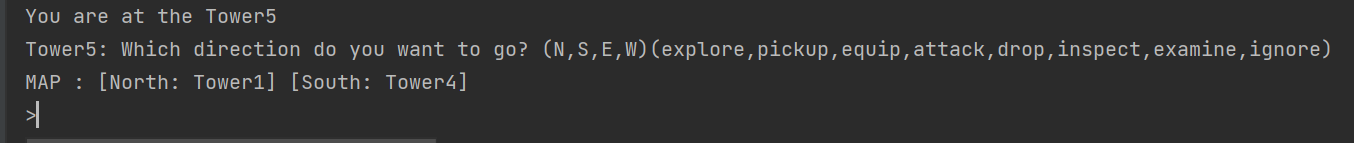 You are at the Tower5
Tower5: Which direction do you want to go? (N,S,E,W)(explore,pickup,equip,attack,drop,inspect,examine,ignore)
MAP : [North: Tower1] [South: Tower4]
>